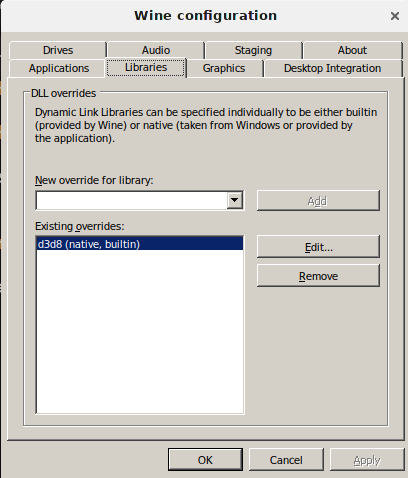 Wine configuration
Drives Audio Staging About
Applications Libraries Graphics Desktop Integration
DLL overrides
Dynamic Link Libraries can be specified individually to be either builtin
(provided by Wine) or native (taken from Windows or provided by
the application).
New override for library:
Add
Existing overrides:
d3d8 (native, builtin)
Edit...
Remove
OK Cancel Apply